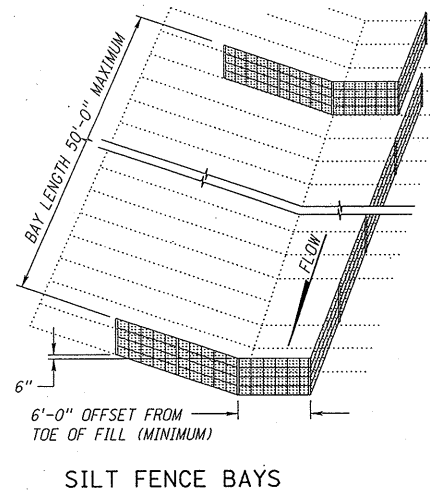 BAY LENGTH 50'-0" MAXIMUM
FLOW
6"
6'-0" OFFSET FROM
TOE OF FILL (MINIMUM)
SILT FENCE BAYS